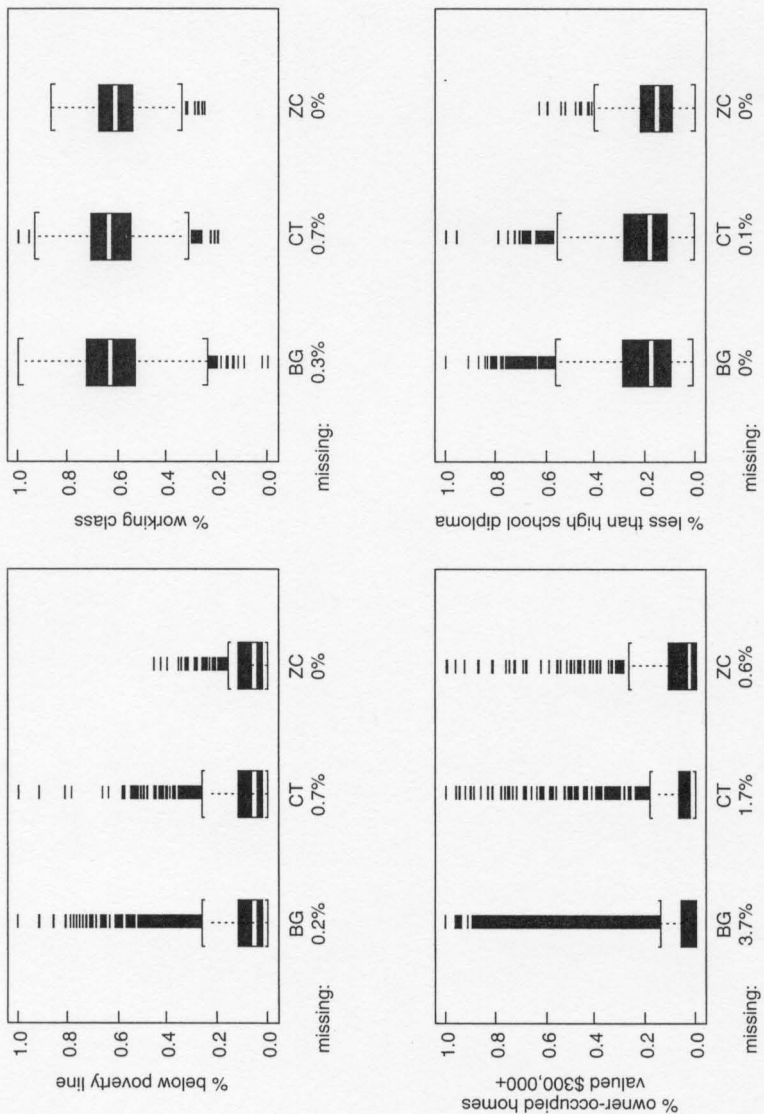 % below poverty line
1.0
0.8
0.6
0.4
0.2
0.0
BG CT ZC
missing: 0.2% 0.7% 0%
% working class
1.0
0.8
0.6
0.4
0.2
0.0
BG CT ZC
missing: 0.3% 0.7% 0%
% owner-occupied homes
valued $300,000+
1.0
0.8
0.6
0.4
0.2
0.0
BG CT ZC
missing: 3.7% 1.7% 0.6%
% less than high school diploma
1.0
0.8
0.6
0.4
0.2
0.0
BG CT ZC
missing: 0% 0.1% 0%